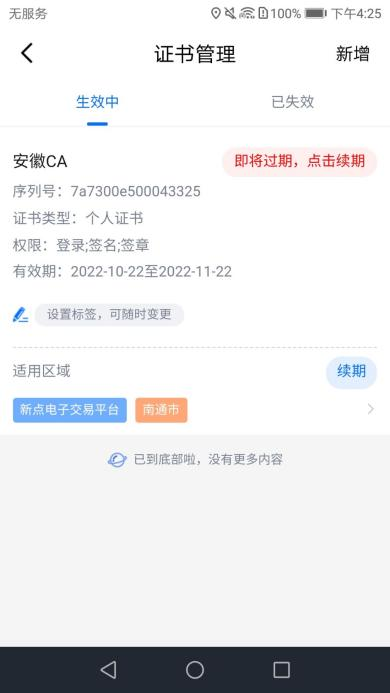 无服务
100% 下午4:25
证书管理
新增
生效中
已失效
安徽CA
即将过期，点击续期
序列号：7a7300e500043325
证书类型：个人证书
权限：登录;签名;签章
有效期：2022-10-22至2022-11-22
设置标签，可随时变更
适用区域
续期
新点电子交易平台
南通市
已到底部啦，没有更多内容